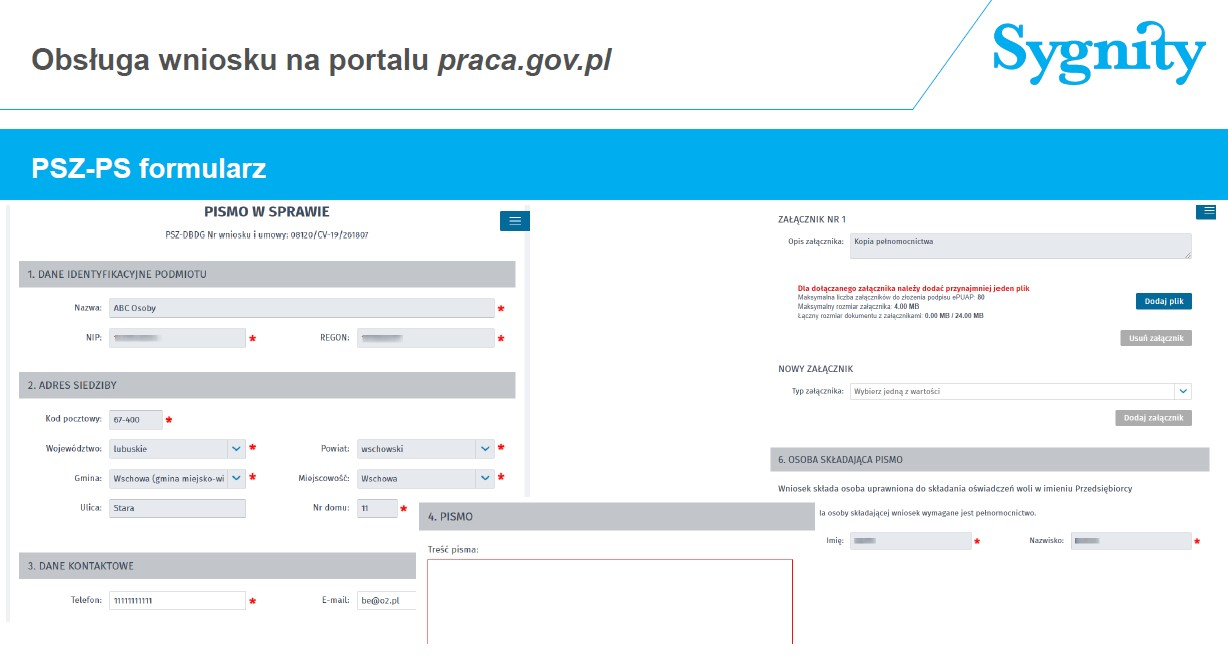 Obsługa wniosku na portalu praca.gov.pl
Sygnity
PSZ-PS formularz
PISMO W SPRAWIE
PSZ-DBDG Nr wniosku i umowy: 08120/CV-19/261807
1. DANE IDENTYFIKACYJNE PODMIOTU
Nazwa: ABC Osoby *
NIP: * REGON: *
2. ADRES SIEDZIBY
Kod pocztowy: 67-400 *
Województwo: lubuskie * Powiat: wschowski *
Gmina: Wschowa (gmina miejsko-wi * Miejscowość: Wschowa *
Ulica: Stara Nr domu: 11 *
3. DANE KONTAKTOWE
Telefon: 11111111111 * E-mail: be@o2.pl
4. PISMO
Treść pisma:
ZAŁĄCZNIK NR 1
Opis załącznika: Kopia pełnomocnictwa
Dla dołączanego załącznika należy dodać przynajmniej jeden plik
Maksymalna liczba załączników do złożenia podpisu ePUAP: 80
Maksymalny rozmiar załącznika: 4.00 MB
Łączny rozmiar dokumentu z załącznikami: 0.00 MB / 24.00 MB
Dodaj plik
Usuń załącznik
NOWY ZAŁĄCZNIK
Typ załącznika: Wybierz jedną z wartości
Dodaj załącznik
6. OSOBA SKŁADAJĄCA PISMO
Wniosek składa osoba uprawniona do składania oświadczeń woli w imieniu Przedsiębiorcy
la osoby składającej wniosek wymagane jest pełnomocnictwo.
Imię: * Nazwisko: *